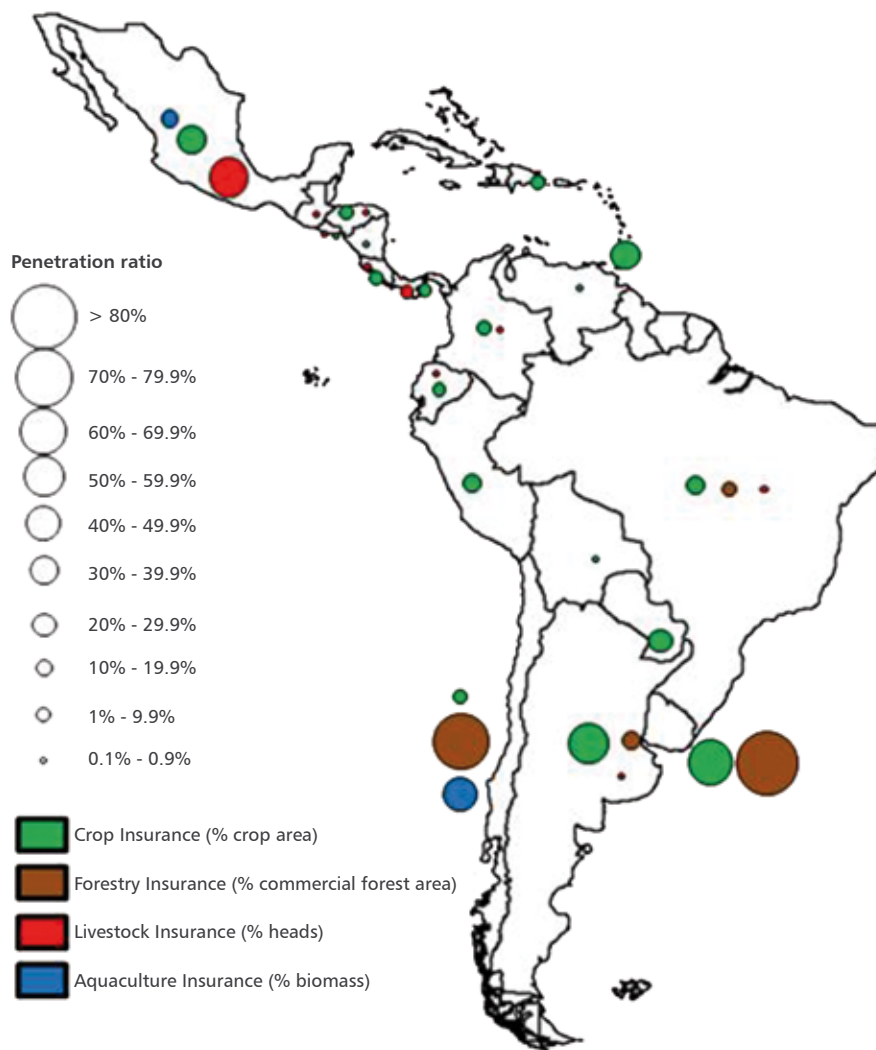 Penetration ratio
> 80%
70% - 79.9%
60% - 69.9%
50% - 59.9%
40% - 49.9%
30% - 39.9%
20% - 29.9%
10% - 19.9%
1% - 9.9%
0.1% - 0.9%
Crop Insurance (% crop area)
Forestry Insurance (% commercial forest area)
Livestock Insurance (% heads)
Aquaculture Insurance (% biomass)